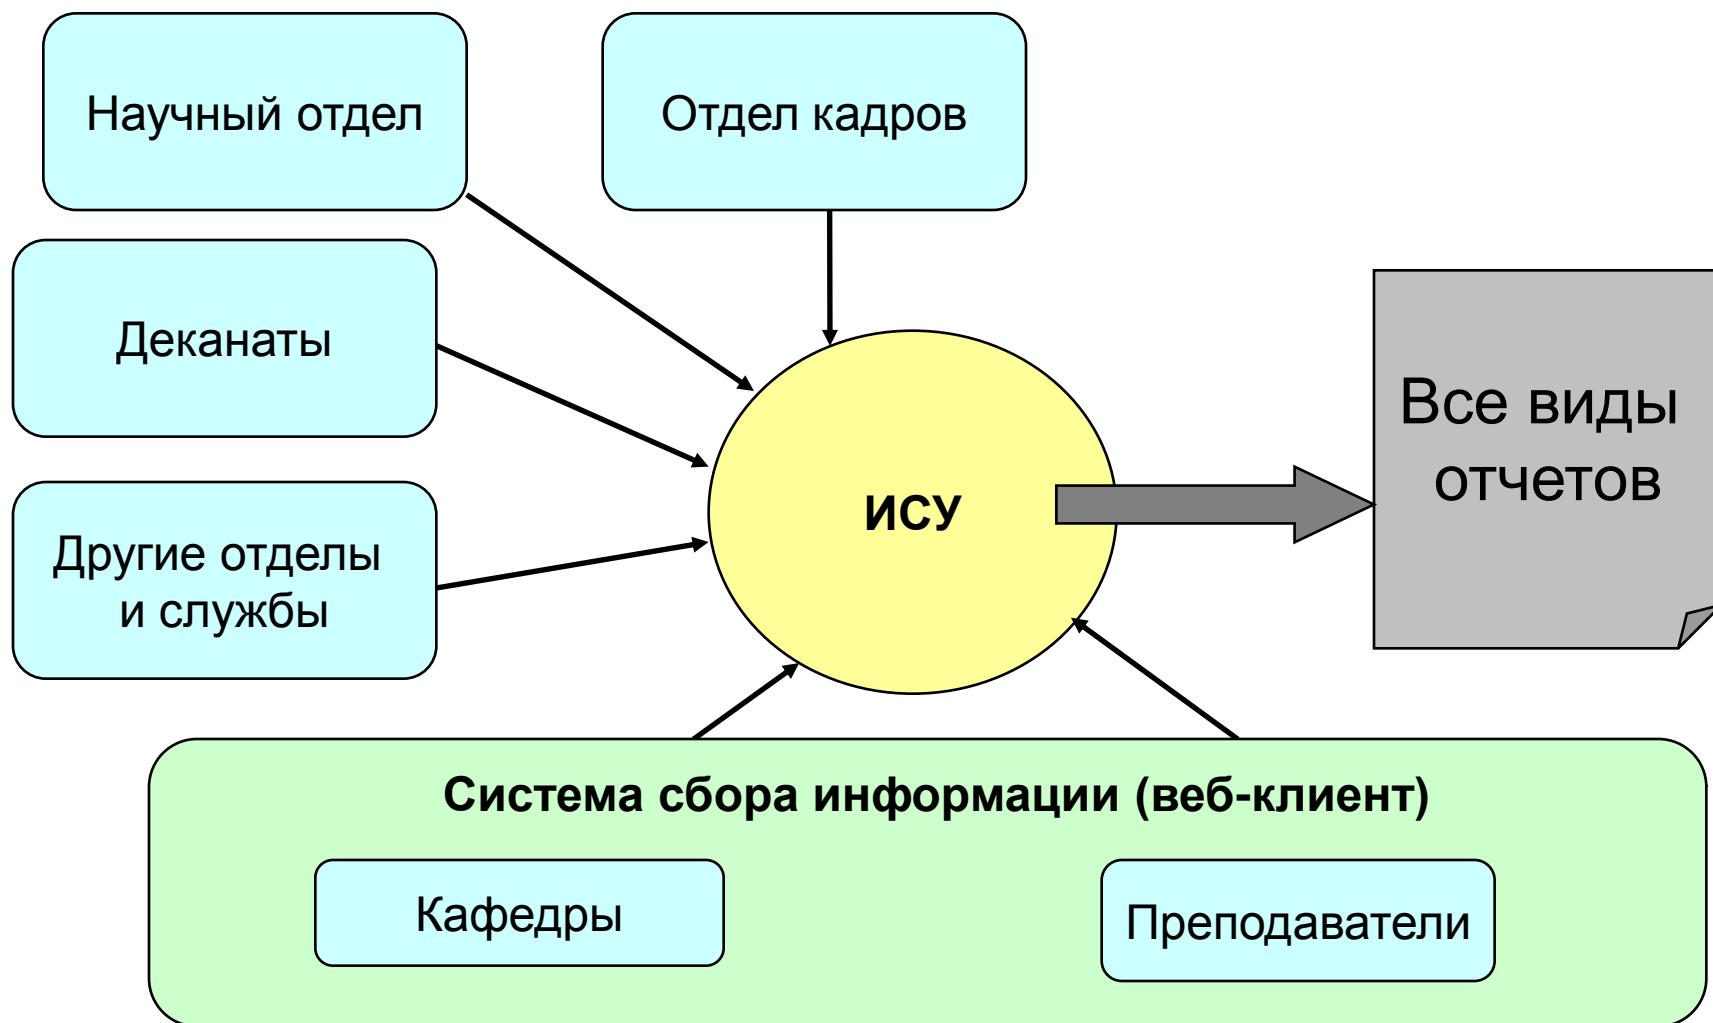 Научный отдел
Отдел кадров
Деканаты
Другие отделы
и службы
ИСУ
Все виды
отчетов
Система сбора информации (веб-клиент)
Кафедры
Преподаватели